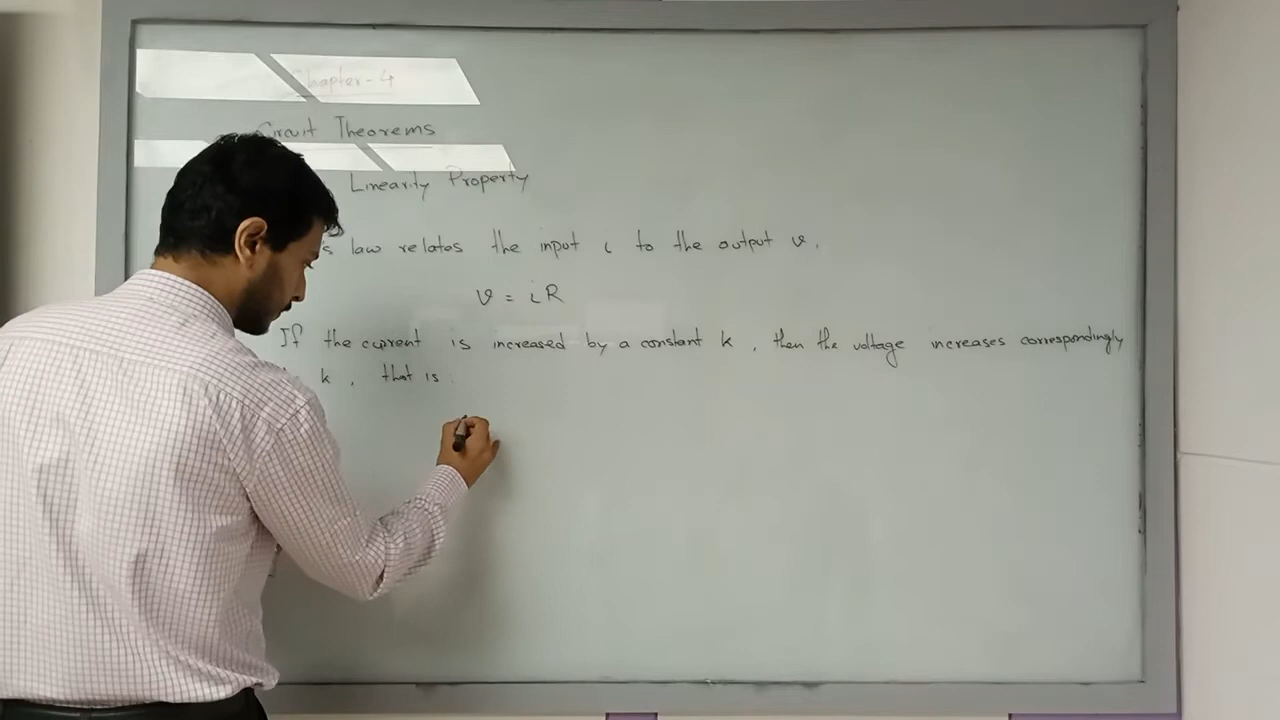 Chapter-4
Circuit Theorems
Linearity Property
's law relates the input i to the output v.
v = iR
If the current is increased by a constant k, then the voltage increases correspondingly
k, that is: